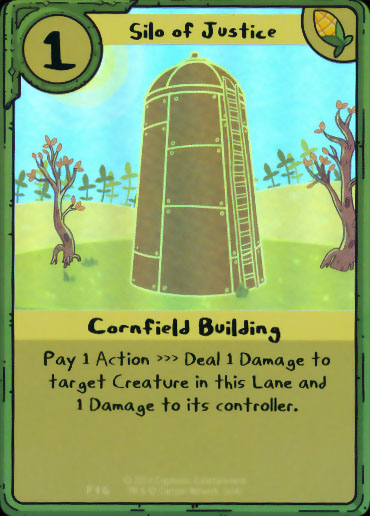 1
Silo of Justice
Cornfield Building
Pay 1 Action >>> Deal 1 Damage to
target Creature in this Lane and
1 Damage to its controller.